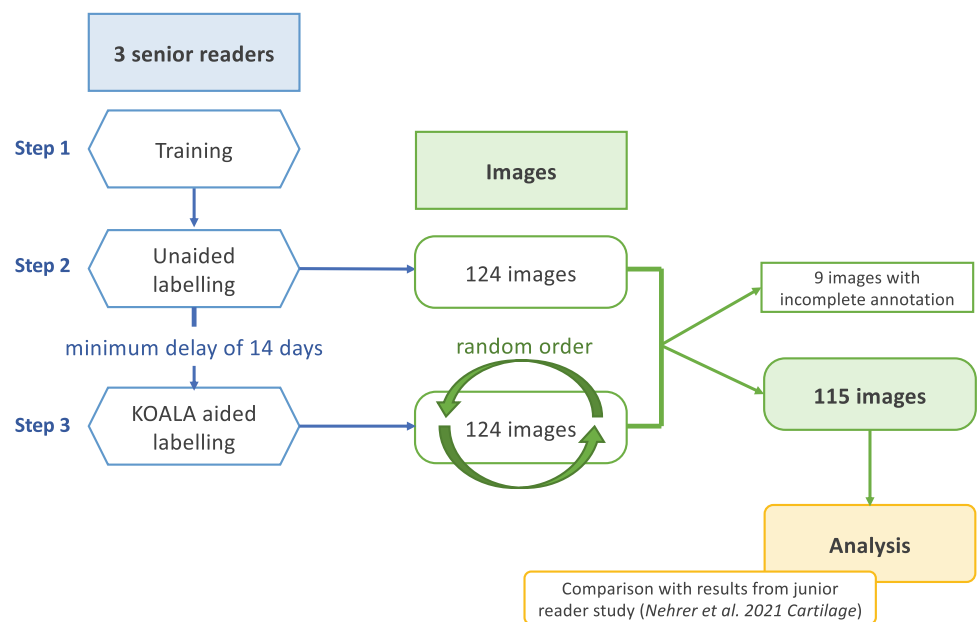 3 senior readers
Step 1
Training
Images
Step 2
Unaided
labelling
124 images
9 images with
incomplete annotation
minimum delay of 14 days
random order
Step 3
KOALA aided
labelling
124 images
115 images
Analysis
Comparison with results from junior
reader study (Nehrer et al. 2021 Cartilage)